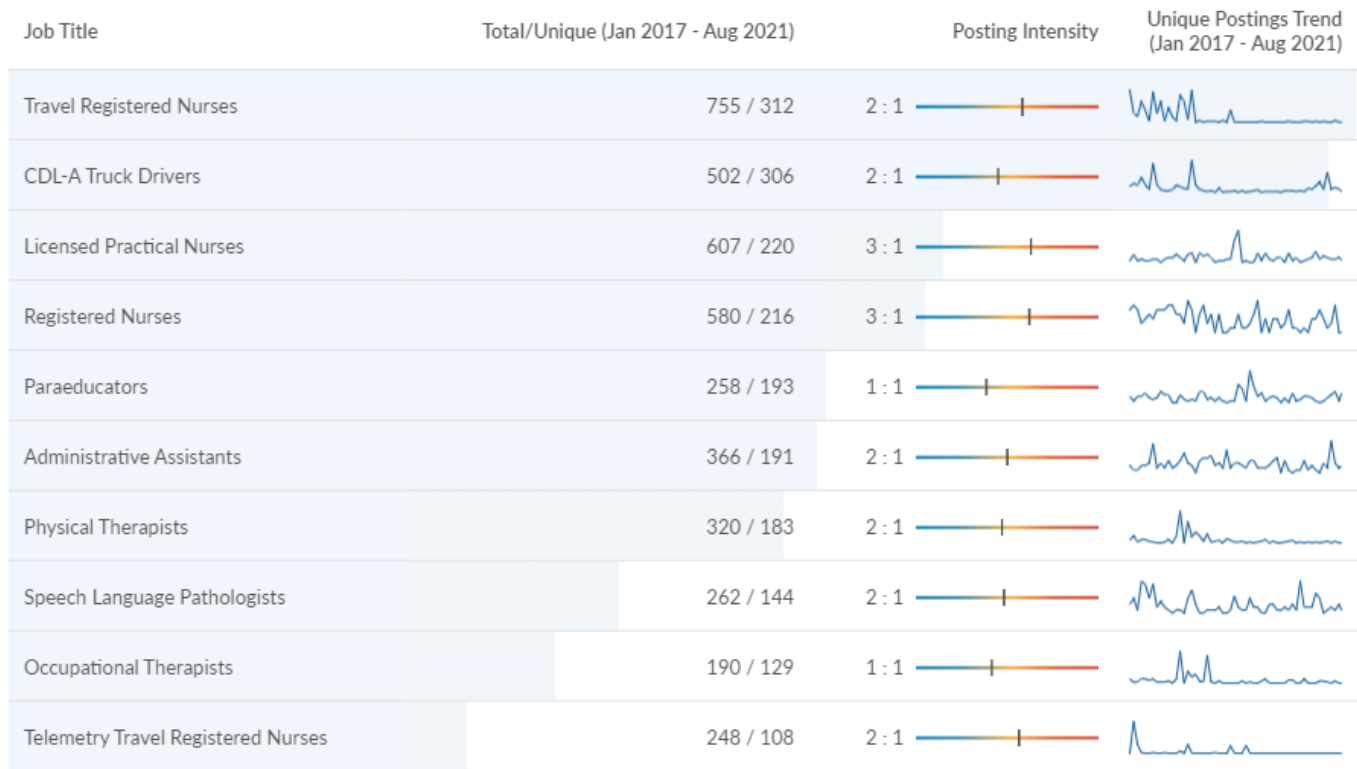 Job Title Total/Unique (Jan 2017 - Aug 2021) Posting Intensity Unique Postings Trend
(Jan 2017 - Aug 2021)
Travel Registered Nurses 755 / 312 2 : 1
CDL-A Truck Drivers 502 / 306 2 : 1
Licensed Practical Nurses 607 / 220 3 : 1
Registered Nurses 580 / 216 3 : 1
Paraeducators 258 / 193 1 : 1
Administrative Assistants 366 / 191 2 : 1
Physical Therapists 320 / 183 2 : 1
Speech Language Pathologists 262 / 144 2 : 1
Occupational Therapists 190 / 129 1 : 1
Telemetry Travel Registered Nurses 248 / 108 2 : 1